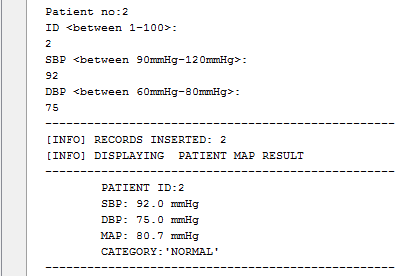 Patient no:2
ID <between 1-100>:
2
SBP <between 90mmHg-120mmHg>:
92
DBP <between 60mmHg-80mmHg>:
75
--------------------------------------------------
[INFO] RECORDS INSERTED: 2
[INFO] DISPLAYING  PATIENT MAP RESULT
--------------------------------------------------
        PATIENT ID:2
        SBP: 92.0 mmHg
        DBP: 75.0 mmHg
        MAP: 80.7 mmHg
        CATEGORY:'NORMAL'
--------------------------------------------------